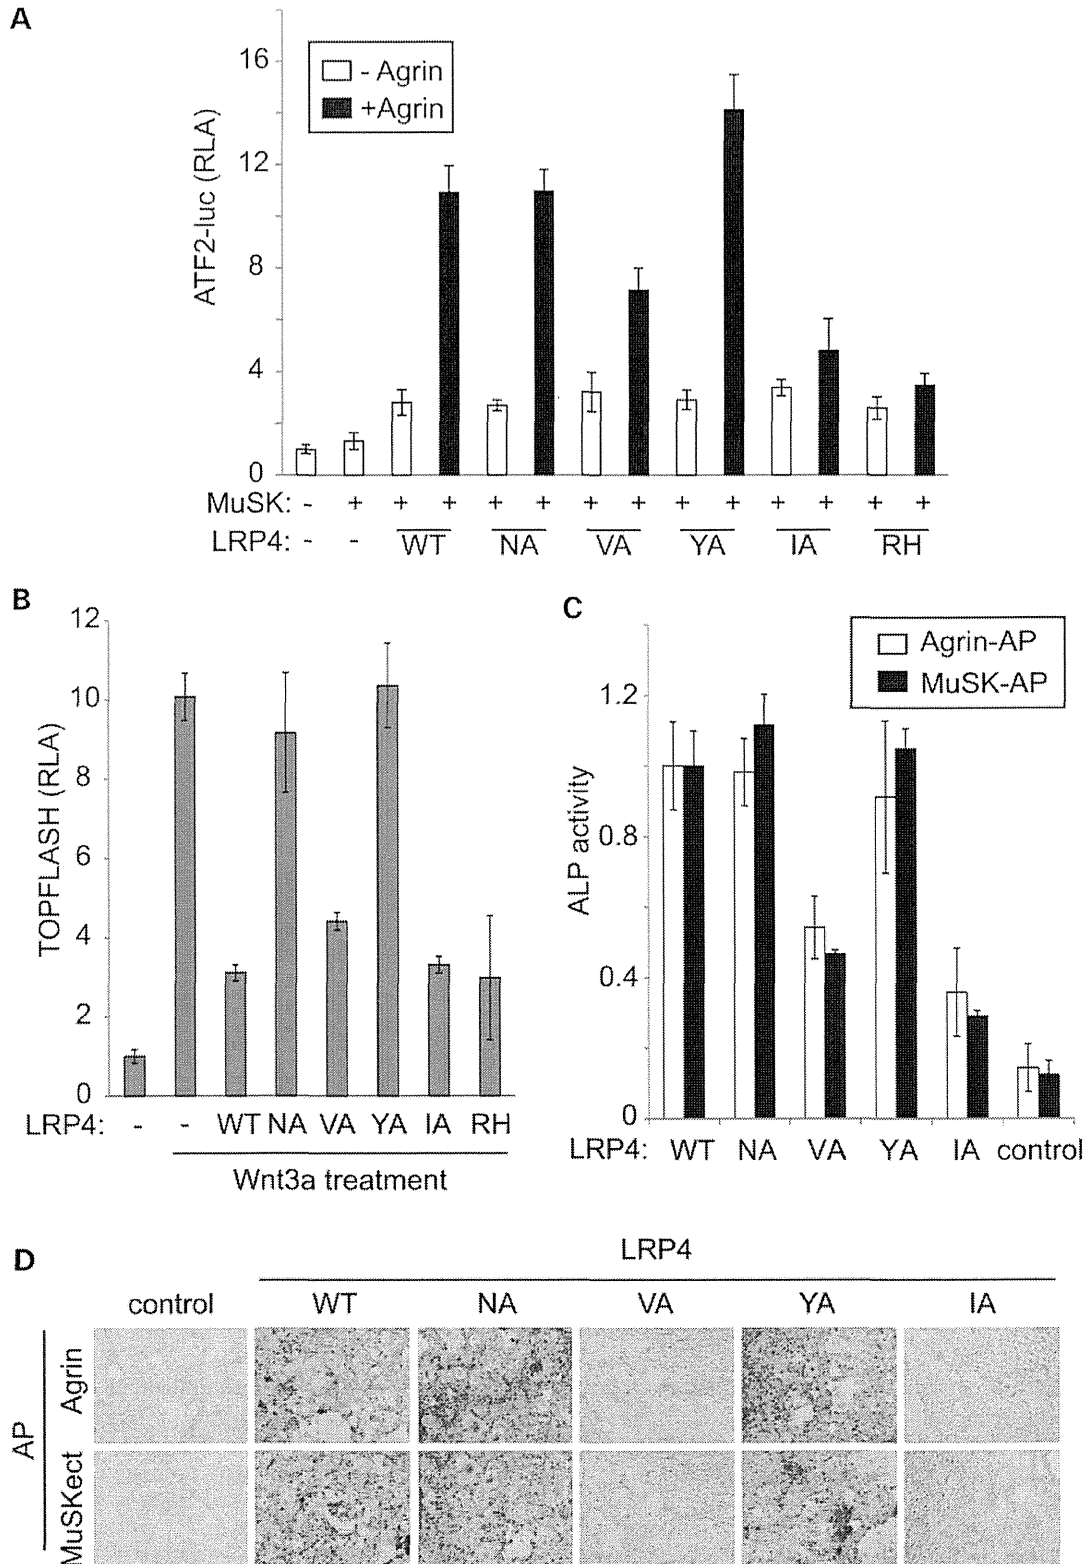 A
16
12
8
4
0
ATF2-luc (RLA)
- Agrin
+Agrin
MuSK: - + + + + + + + + + + + +
LRP4: - - WT NA VA YA IA RH
B
12
10
8
6
4
2
0
TOPFLASH (RLA)
LRP4: - - WT NA VA YA IA RH
Wnt3a treatment
C
1.2
0.8
0.4
0
ALP activity
Agrin-AP
MuSK-AP
LRP4: WT NA VA YA IA control
D
LRP4
control WT NA VA YA IA
AP
Agrin
MuSKect